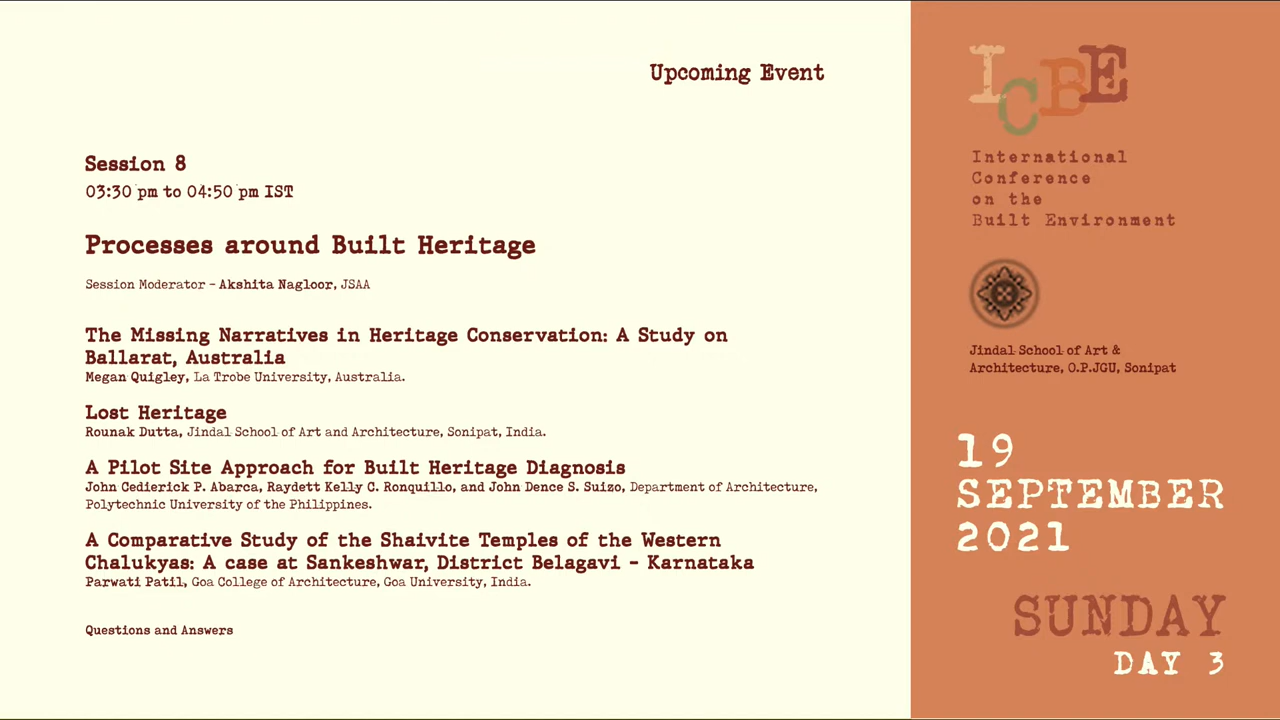 Upcoming Event
Session 8
03:30 pm to 04:50 pm IST
Processes around Built Heritage
Session Moderator - Akshita Nagloor, JSAA
The Missing Narratives in Heritage Conservation: A Study on
Ballarat, Australia
Megan Quigley, La Trobe University, Australia.
Lost Heritage
Rounak Dutta, Jindal School of Art and Architecture, Sonipat, India.
A Pilot Site Approach for Built Heritage Diagnosis
John Cedierick P. Abarca, Raydett Kelly C. Ronquillo, and John Dence S. Suizo, Department of Architecture,
Polytechnic University of the Philippines.
A Comparative Study of the Shaivite Temples of the Western
Chalukyas: A case at Sankeshwar, District Belagavi - Karnataka
Parwati Patil, Goa College of Architecture, Goa University, India.
Questions and Answers
ICBE
International
Conference
on the
Built Environment
Jindal School of Art &
Architecture, O.P.JGU, Sonipat
19
SEPTEMBER
2021
SUNDAY
DAY 3